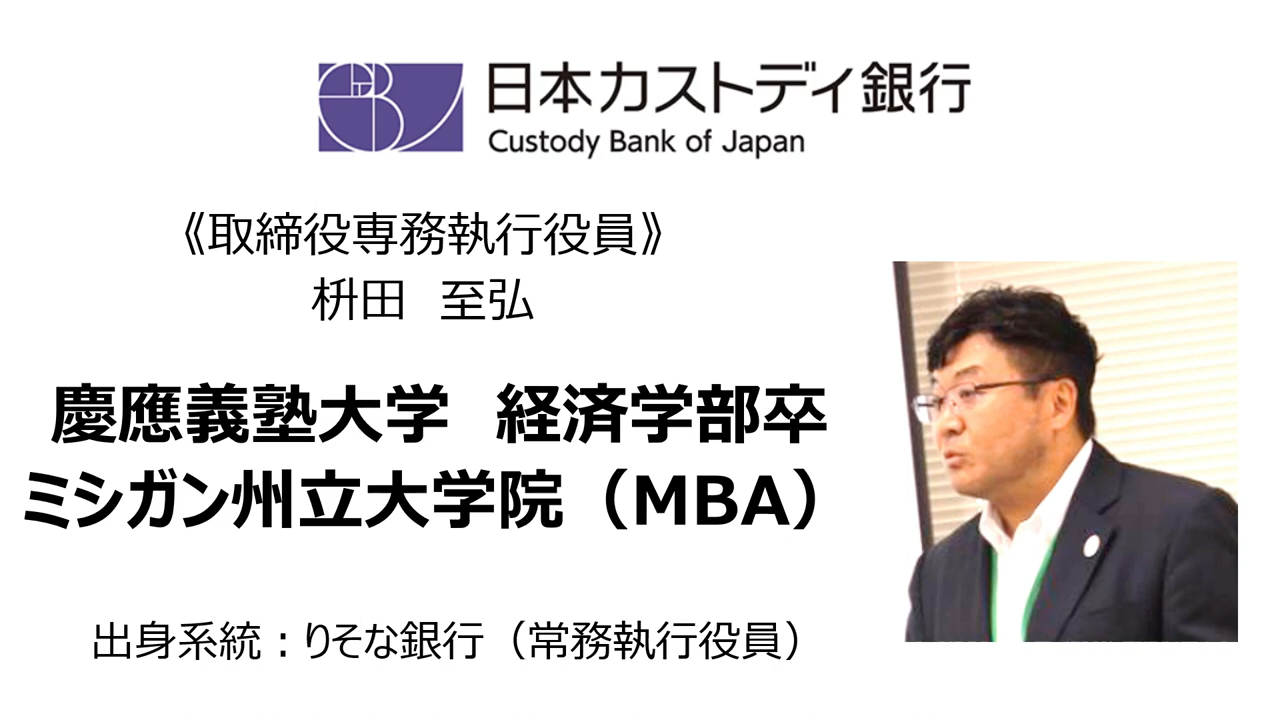 日本カストディ銀行
Custody Bank of Japan
《取締役専務執行役員》
枡田　至弘
慶應義塾大学　経済学部卒
ミシガン州立大学院（MBA）
出身系統：りそな銀行（常務執行役員）